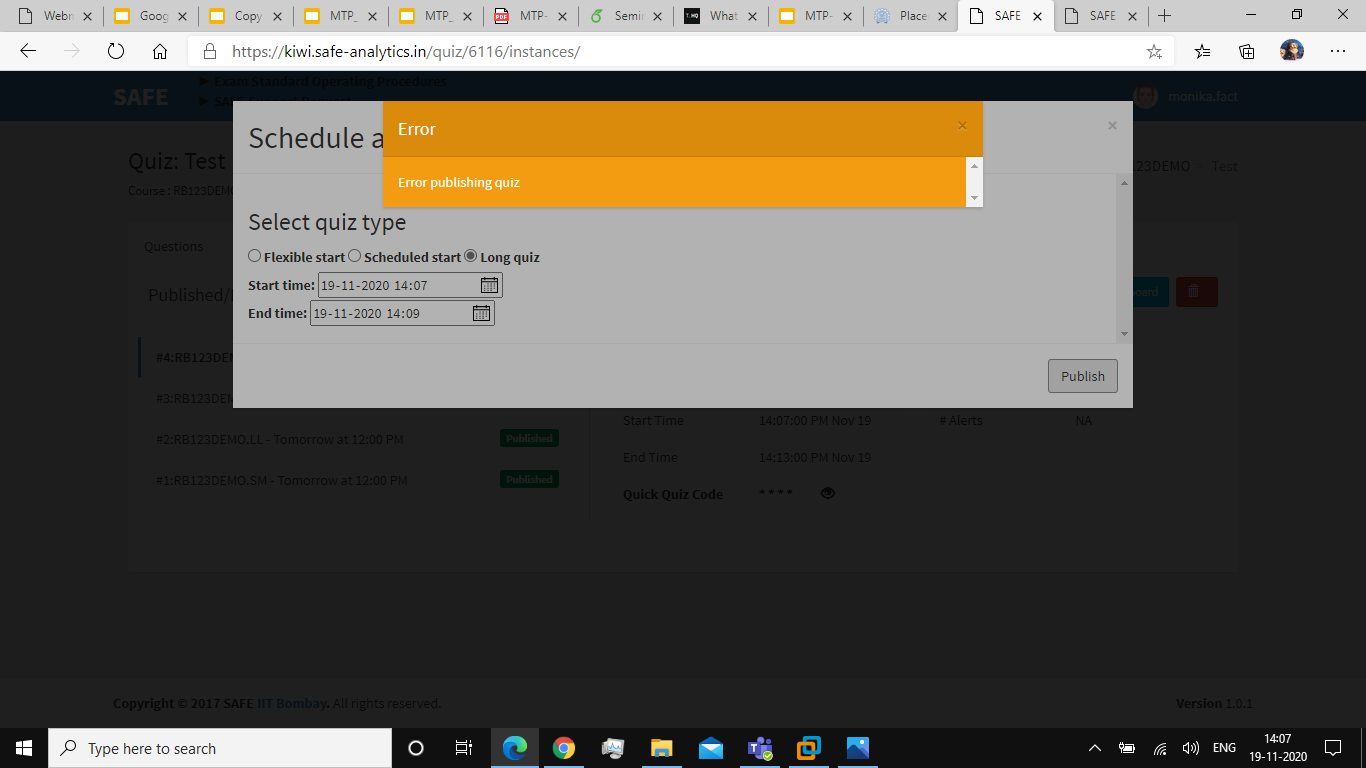 Webn
Goog
Copy
MTP_
MTP_
MTP-
Semin
What
MTP-
Place
SAFE
SAFE
https://kiwi.safe-analytics.in/quiz/6116/instances/
Exam Standard Operating Procedures
SAFE
monika.fact
Error
Schedule a
Quiz: Test
Error publishing quiz
123DEMO - Test
Course : RB123DEMO
Select quiz type
Questions
Flexible start Scheduled start Long quiz
Start time: 19-11-2020 14:07
Published/
oard
End time: 19-11-2020 14:09
#4:RB123DEM
Publish
#3:RB123DEMO
Start Time 14:07:00 PM Nov 19 # Alerts NA
#2:RB123DEMO.LL - Tomorrow at 12:00 PM Published
End Time 14:13:00 PM Nov 19
#1:RB123DEMO.SM - Tomorrow at 12:00 PM Published
Quick Quiz Code * * * *
Copyright © 2017 SAFE IIT Bombay. All rights reserved.
Version 1.0.1
Type here to search
ENG
14:07
19-11-2020